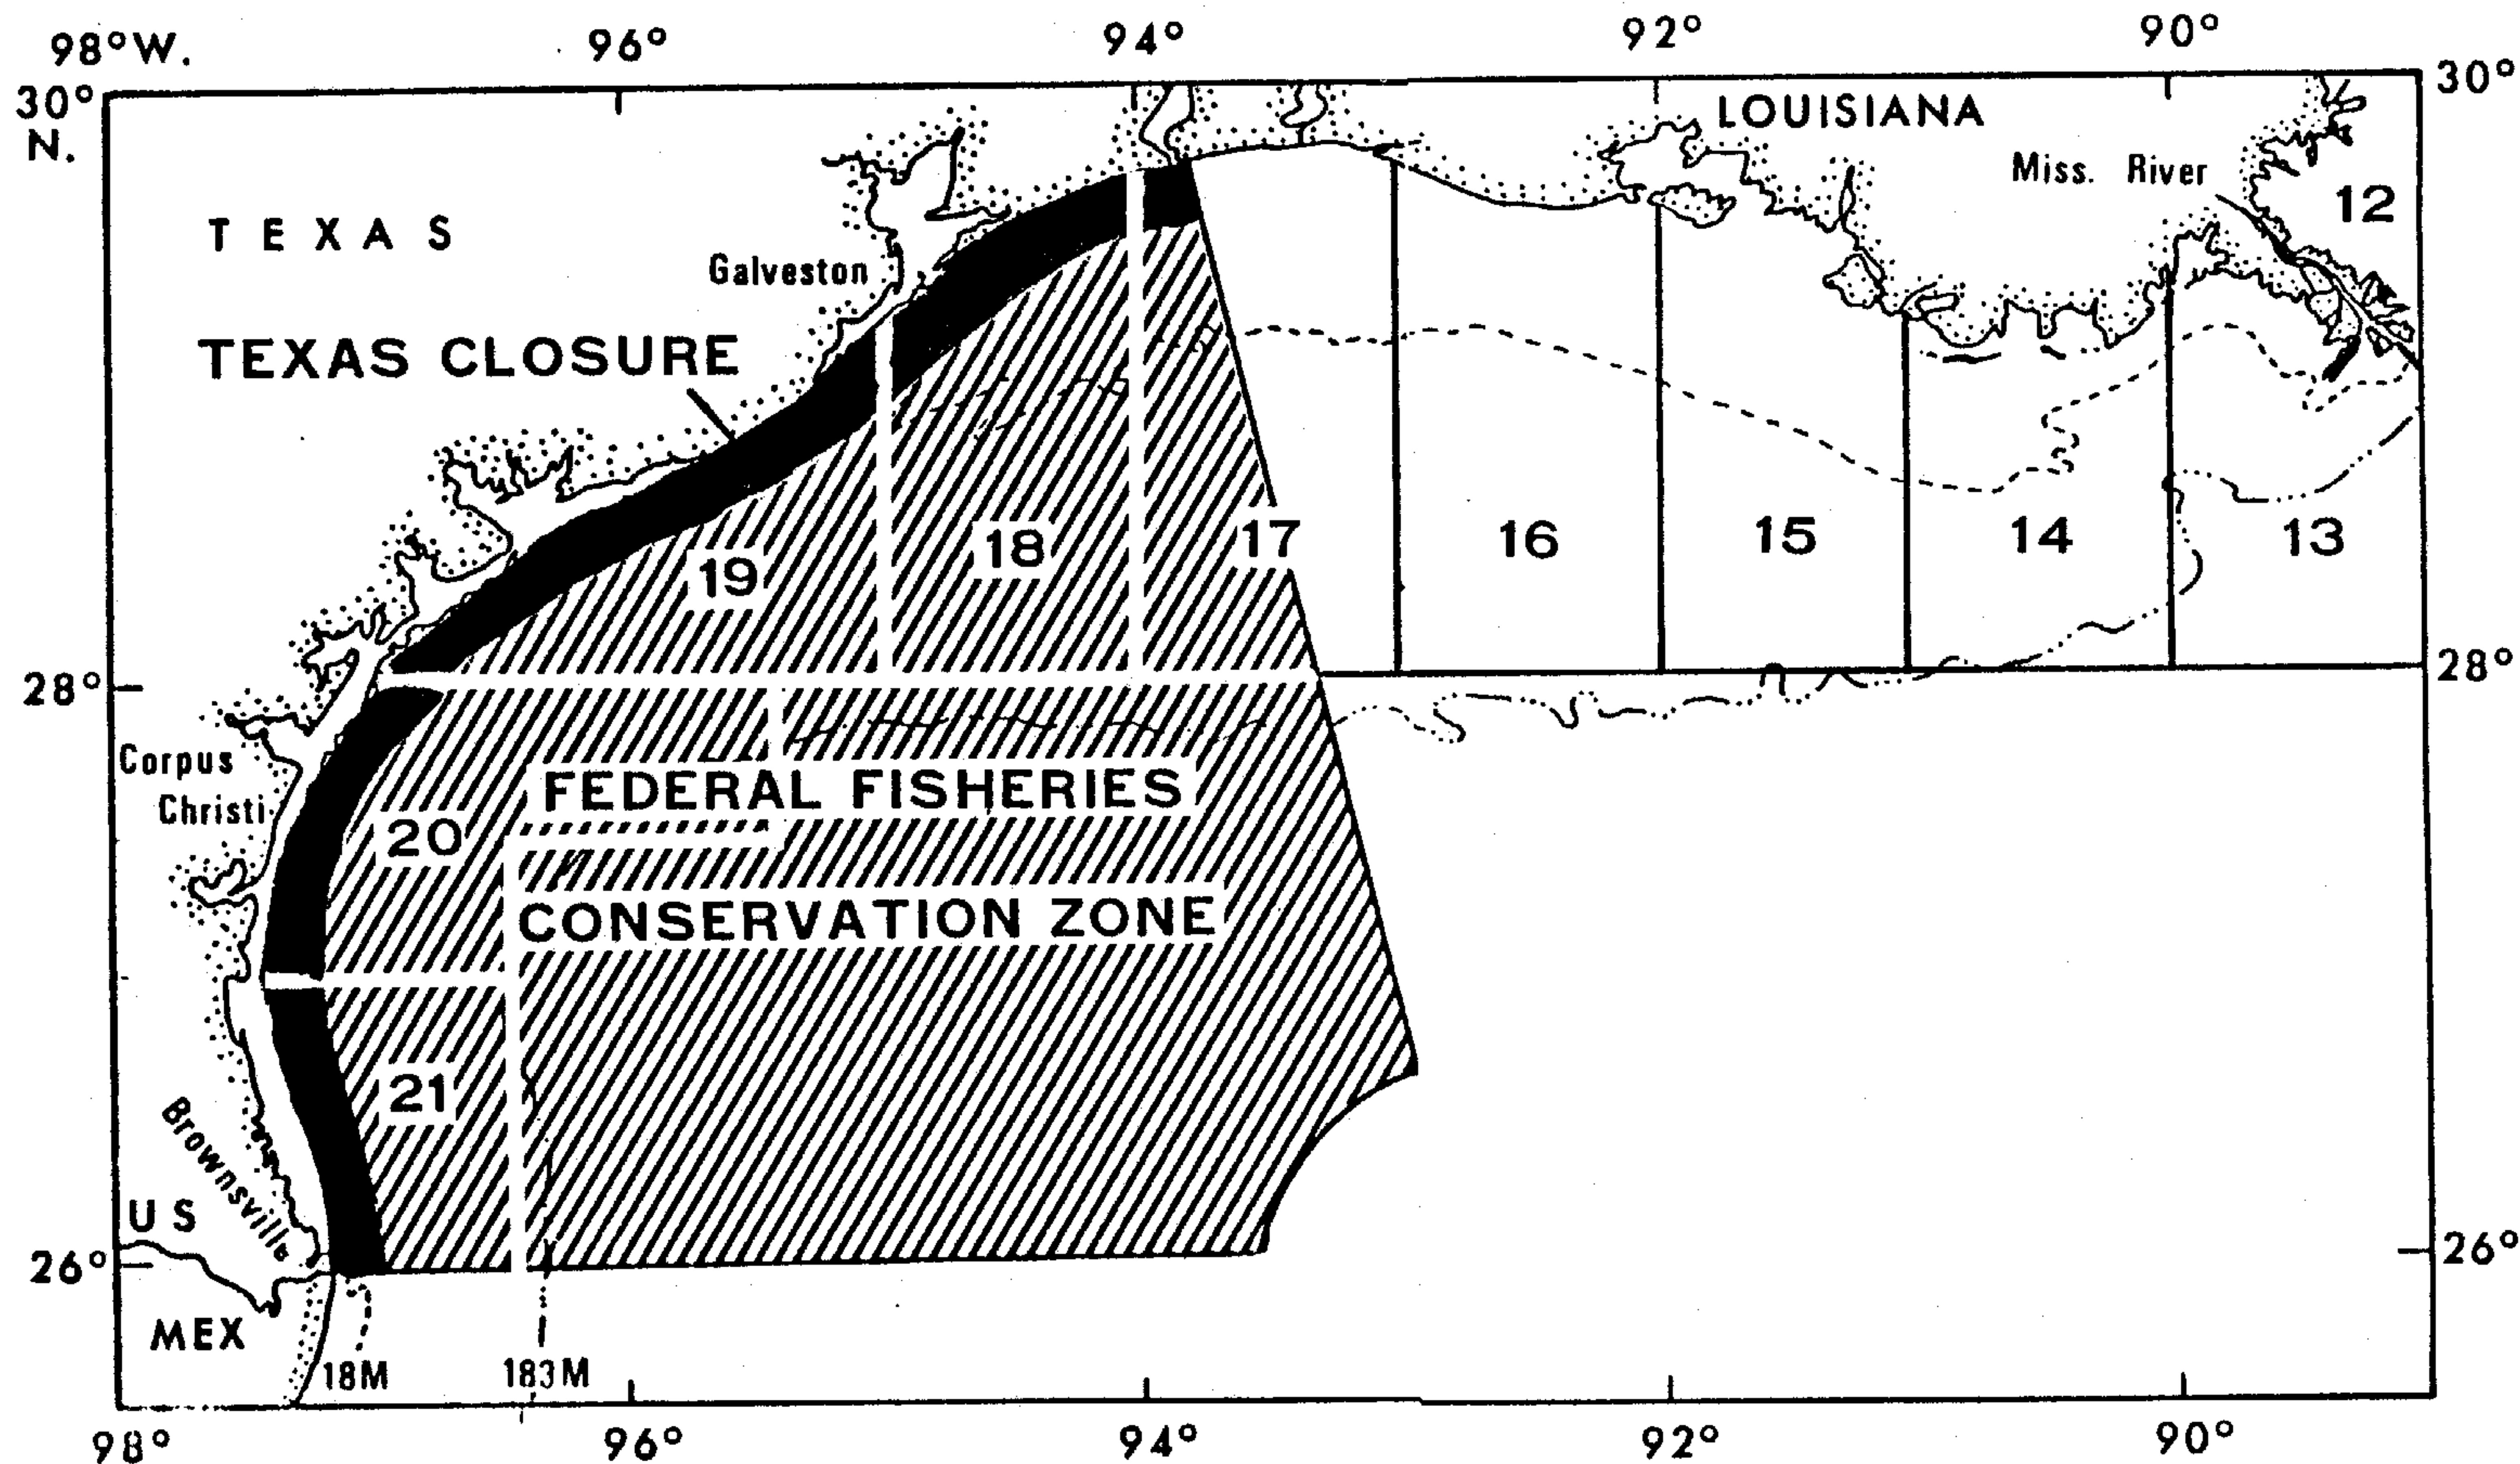 98°W. 96° 94° 92° 90°
30° 30°
N.
LOUISIANA
Miss. River
12
TEXAS
Galveston
TEXAS CLOSURE
19 18 17 16 15 14 13
28° 28°
Corpus
Christi
FEDERAL FISHERIES
20
CONSERVATION ZONE
21
Brownsville
US
26° 26°
MEX
18M 183M
98° 96° 94° 92° 90°